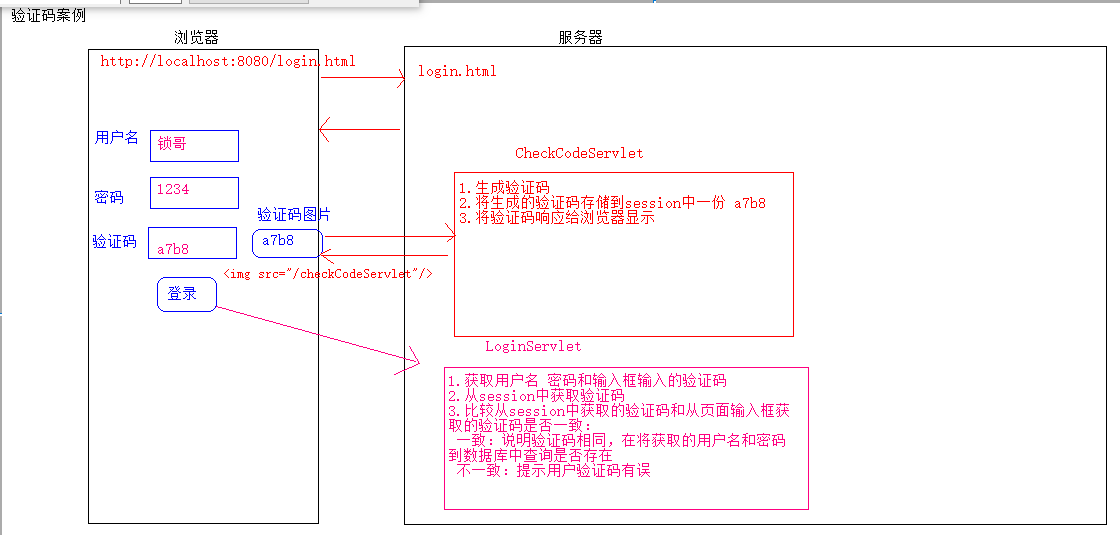 验证码案例
浏览器
服务器
http://localhost:8080/login.html
login.html
用户名
锁哥
密码
1234
验证码图片
验证码
a7b8
a7b8
<img src="/checkCodeServlet"/>
登录
CheckCodeServlet
1.生成验证码
2.将生成的验证码存储到session中一份 a7b8
3.将验证码响应给浏览器显示
LoginServlet
1.获取用户名 密码和输入框输入的验证码
2.从session中获取验证码
3.比较从session中获取的验证码和从页面输入框获
取的验证码是否一致：
一致：说明验证码相同，在将获取的用户名和密码
到数据库中查询是否存在
不一致：提示用户验证码有误